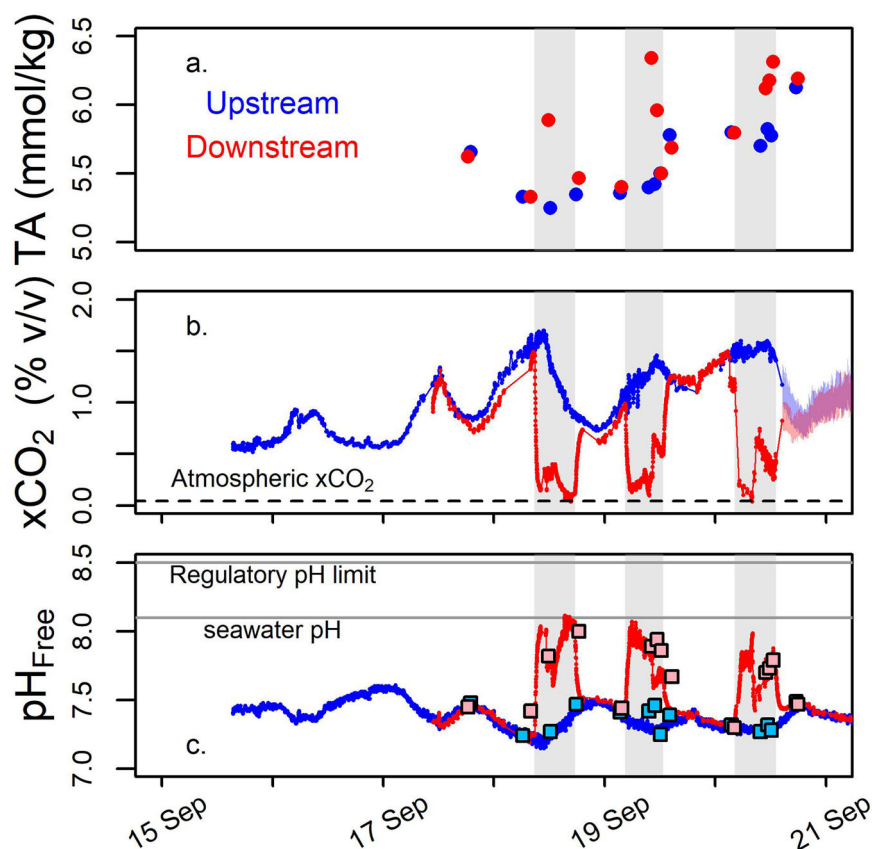 TA (mmol/kg)
6.5
6.0
5.5
5.0
a.
Upstream
Downstream
xCO₂ (% v/v)
2.0
1.0
0.0
b.
Atmospheric xCO₂
pH_Free
8.5
8.0
7.5
7.0
Regulatory pH limit
seawater pH
c.
15 Sep
17 Sep
19 Sep
21 Sep